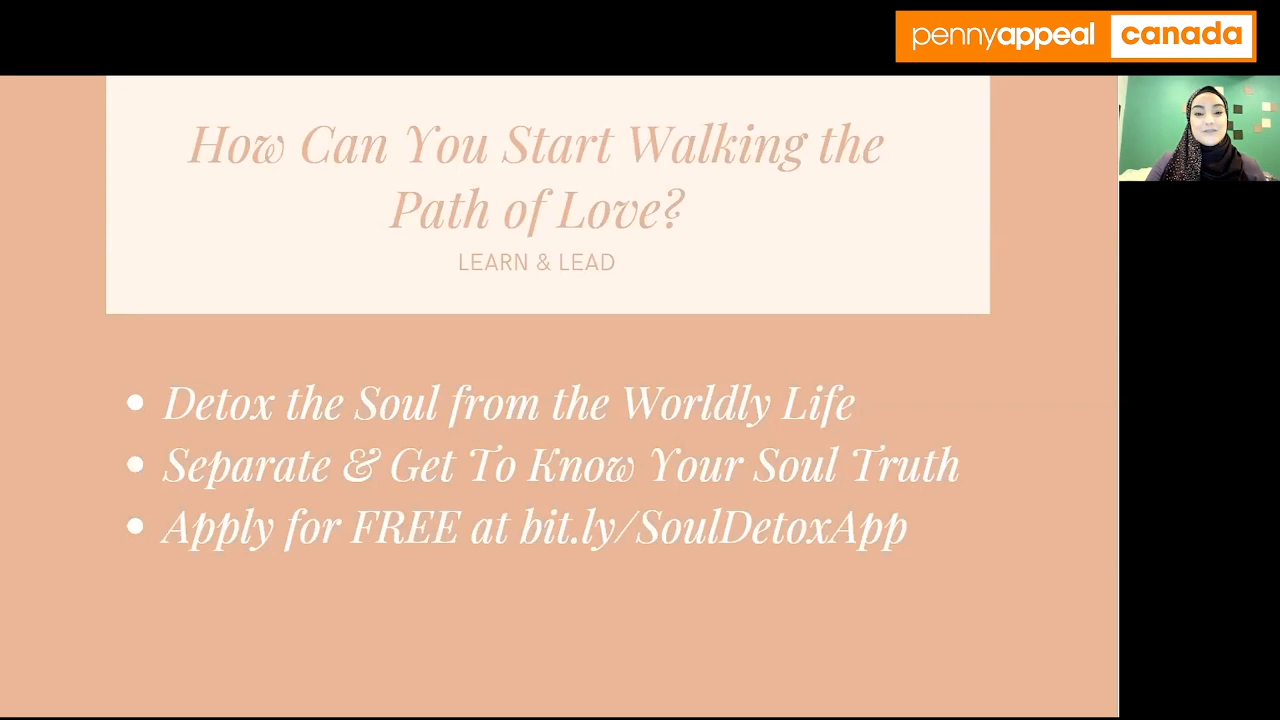 pennyappeal canada
How Can You Start Walking the
Path of Love?
LEARN & LEAD
• Detox the Soul from the Worldly Life
• Separate & Get To Know Your Soul Truth
• Apply for FREE at bit.ly/SoulDetoxApp